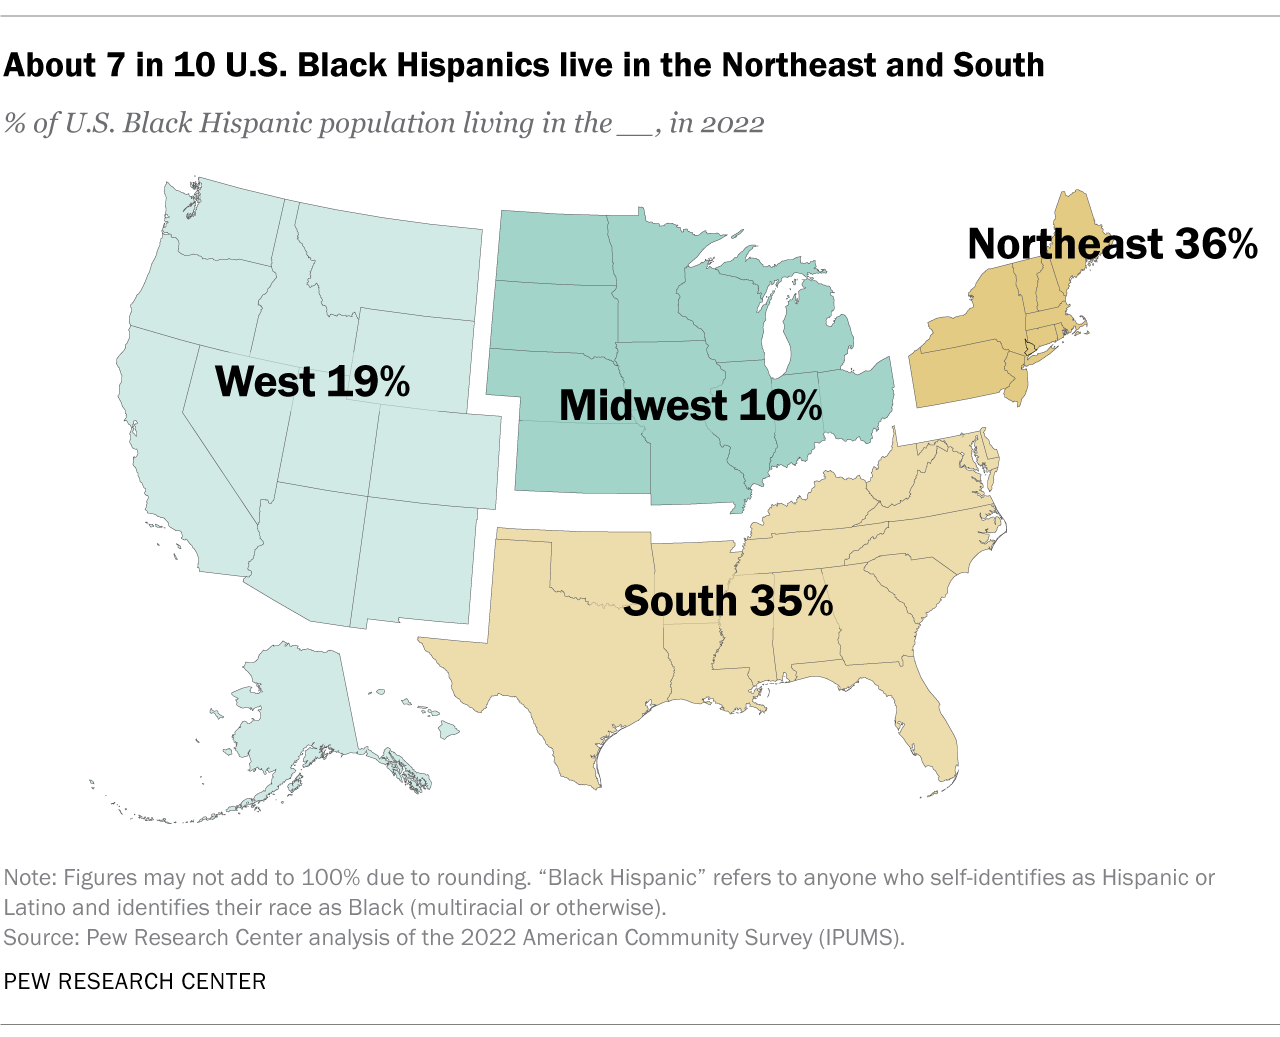 About 7 in 10 U.S. Black Hispanics live in the Northeast and South
% of U.S. Black Hispanic population living in the __, in 2022
Northeast 36%
West 19%
Midwest 10%
South 35%
Note: Figures may not add to 100% due to rounding. “Black Hispanic” refers to anyone who self-identifies as Hispanic or
Latino and identifies their race as Black (multiracial or otherwise).
Source: Pew Research Center analysis of the 2022 American Community Survey (IPUMS).
PEW RESEARCH CENTER